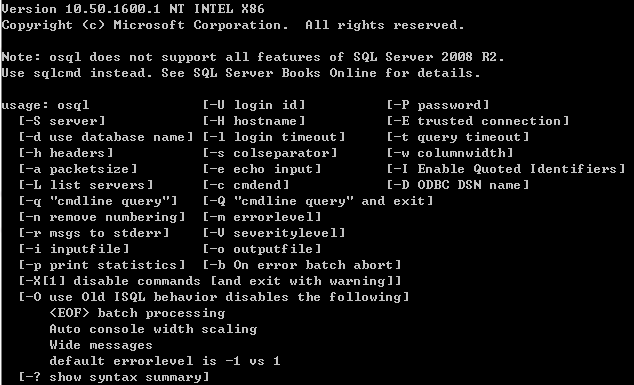 Version 10.50.1600.1 NT INTEL X86
Copyright (c) Microsoft Corporation.  All rights reserved.
Note: osql does not support all features of SQL Server 2008 R2.
Use sqlcmd instead. See SQL Server Books Online for details.
usage: osql              [-U login id]          [-P password]
  [-S server]            [-H hostname]          [-E trusted connection]
  [-d use database name] [-l login timeout]     [-t query timeout]
  [-h headers]           [-s colseparator]      [-w columnwidth]
  [-a packetsize]        [-e echo input]        [-I Enable Quoted Identifiers]
  [-L list servers]      [-c cmdend]            [-D ODBC DSN name]
  [-q "cmdline query"]   [-Q "cmdline query" and exit]
  [-n remove numbering]  [-m errorlevel]
  [-r msgs to stderr]    [-V severitylevel]
  [-i inputfile]         [-o outputfile]
  [-p print statistics]  [-b On error batch abort]
  [-X[1] disable commands [and exit with warning]]
  [-O use Old ISQL behavior disables the following]
      <EOF> batch processing
      Auto console width scaling
      Wide messages
      default errorlevel is -1 vs 1
  [-? show syntax summary]